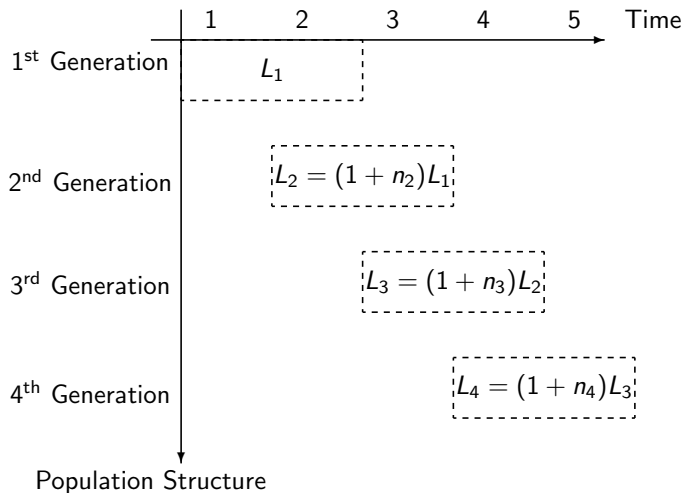 1 2 3 4 5 Time
1st Generation L₁
2nd Generation L₂ = (1 + n₂)L₁
3rd Generation L₃ = (1 + n₃)L₂
4th Generation L₄ = (1 + n₄)L₃
Population Structure